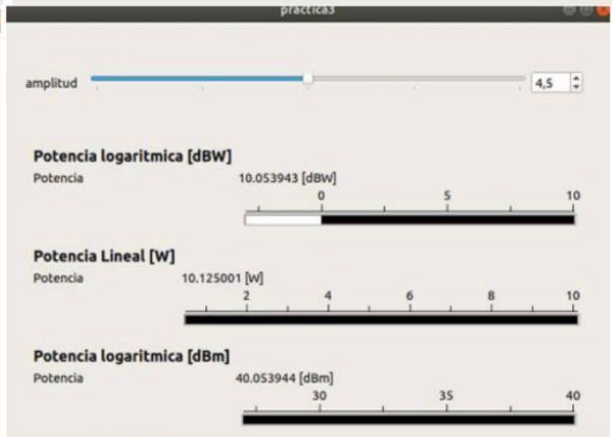 practica3
amplitud 4,5
Potencia logaritmica [dBW]
Potencia 10.053943 [dBW]
0 5 10
Potencia Lineal [W]
Potencia 10.125001 [W]
2 4 6 8 10
Potencia logaritmica [dBm]
Potencia 40.053944 [dBm]
30 35 40